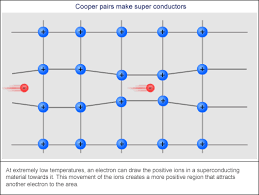 Cooper pairs make super conductors
At extremely low temperatures, an electron can draw the positive ions in a superconducting
material towards it. This movement of the ions creates a more positive region that attracts
another electron to the area.